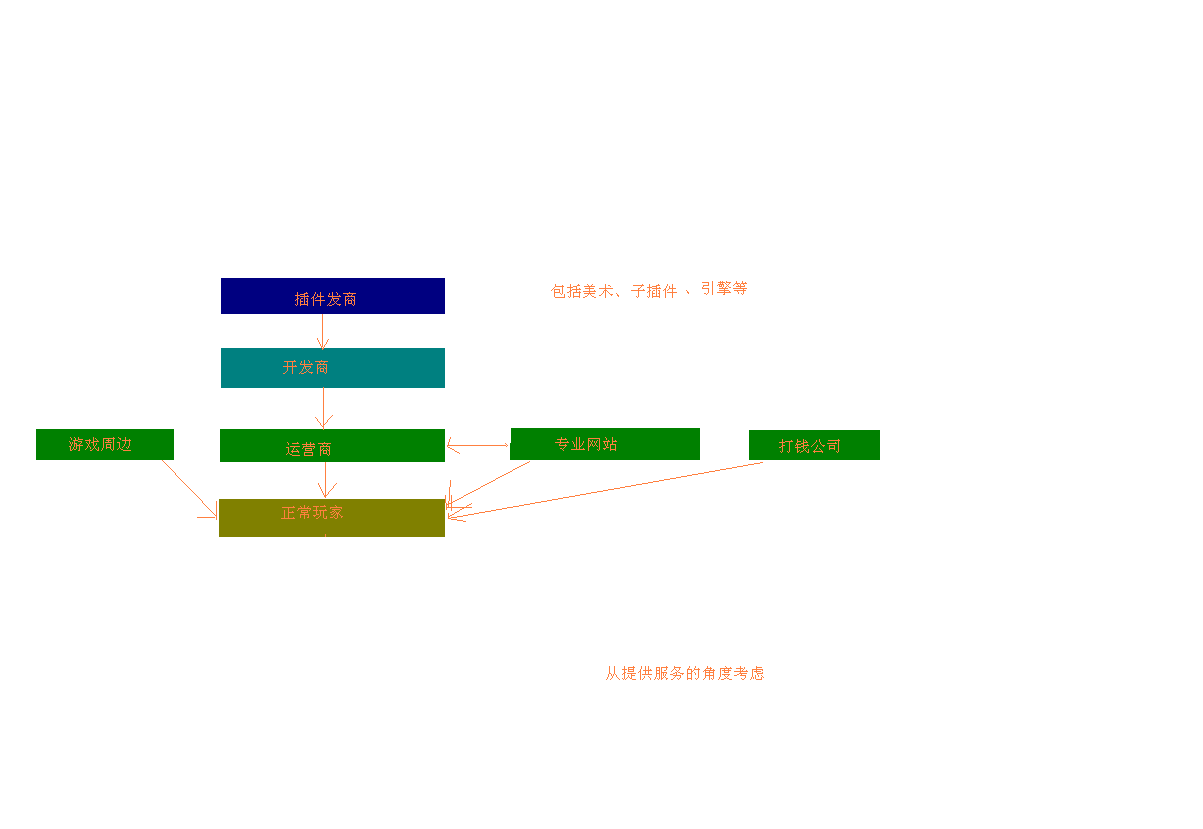 插件发商
包括美术、子插件 、引擎等
开发商
游戏周边
运营商
专业网站
打钱公司
正常玩家
从提供服务的角度考虑